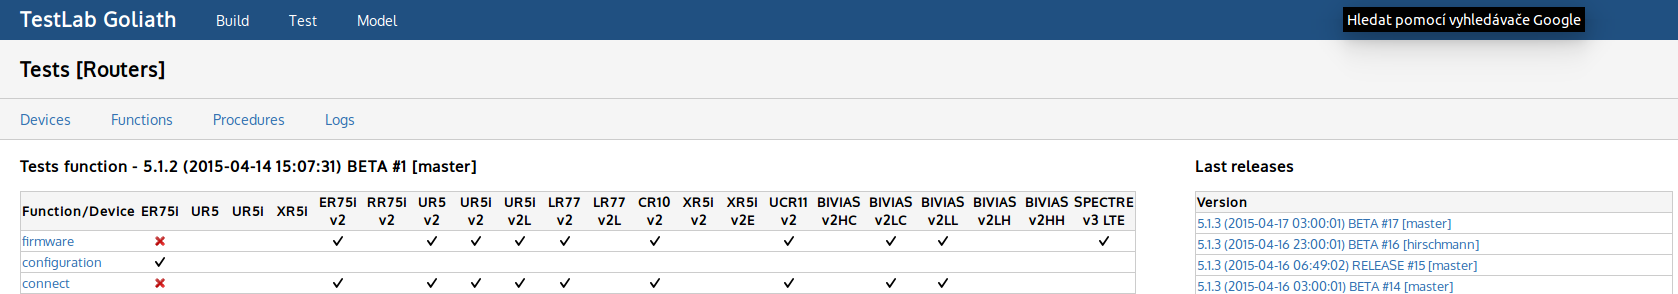 TestLab Goliath Build Test Model Hledat pomocí vyhledávače Google
Tests [Routers]
Devices Functions Procedures Logs
Tests function - 5.1.2 (2015-04-14 15:07:31) BETA #1 [master]
Function/Device ER75i UR5 UR5i XR5i ER75i v2 RR75i v2 UR5 v2 UR5i v2 UR5i v2L LR77 v2 LR77 v2L CR10 v2 XR5i v2 XR5i v2E UCR11 v2 BIVIAS v2HC BIVIAS v2LC BIVIAS v2LL BIVIAS v2LH BIVIAS v2HH SPECTRE v3 LTE
firmware ✘ ✓ ✓ ✓ ✓ ✓ ✓ ✓ ✓ ✓ ✓
configuration ✓
connect ✘ ✓ ✓ ✓ ✓ ✓ ✓ ✓ ✓ ✓
Last releases
Version
5.1.3 (2015-04-17 03:00:01) BETA #17 [master]
5.1.3 (2015-04-16 23:00:01) BETA #16 [hirschmann]
5.1.3 (2015-04-16 06:49:02) RELEASE #15 [master]
5.1.3 (2015-04-16 03:00:01) BETA #14 [master]